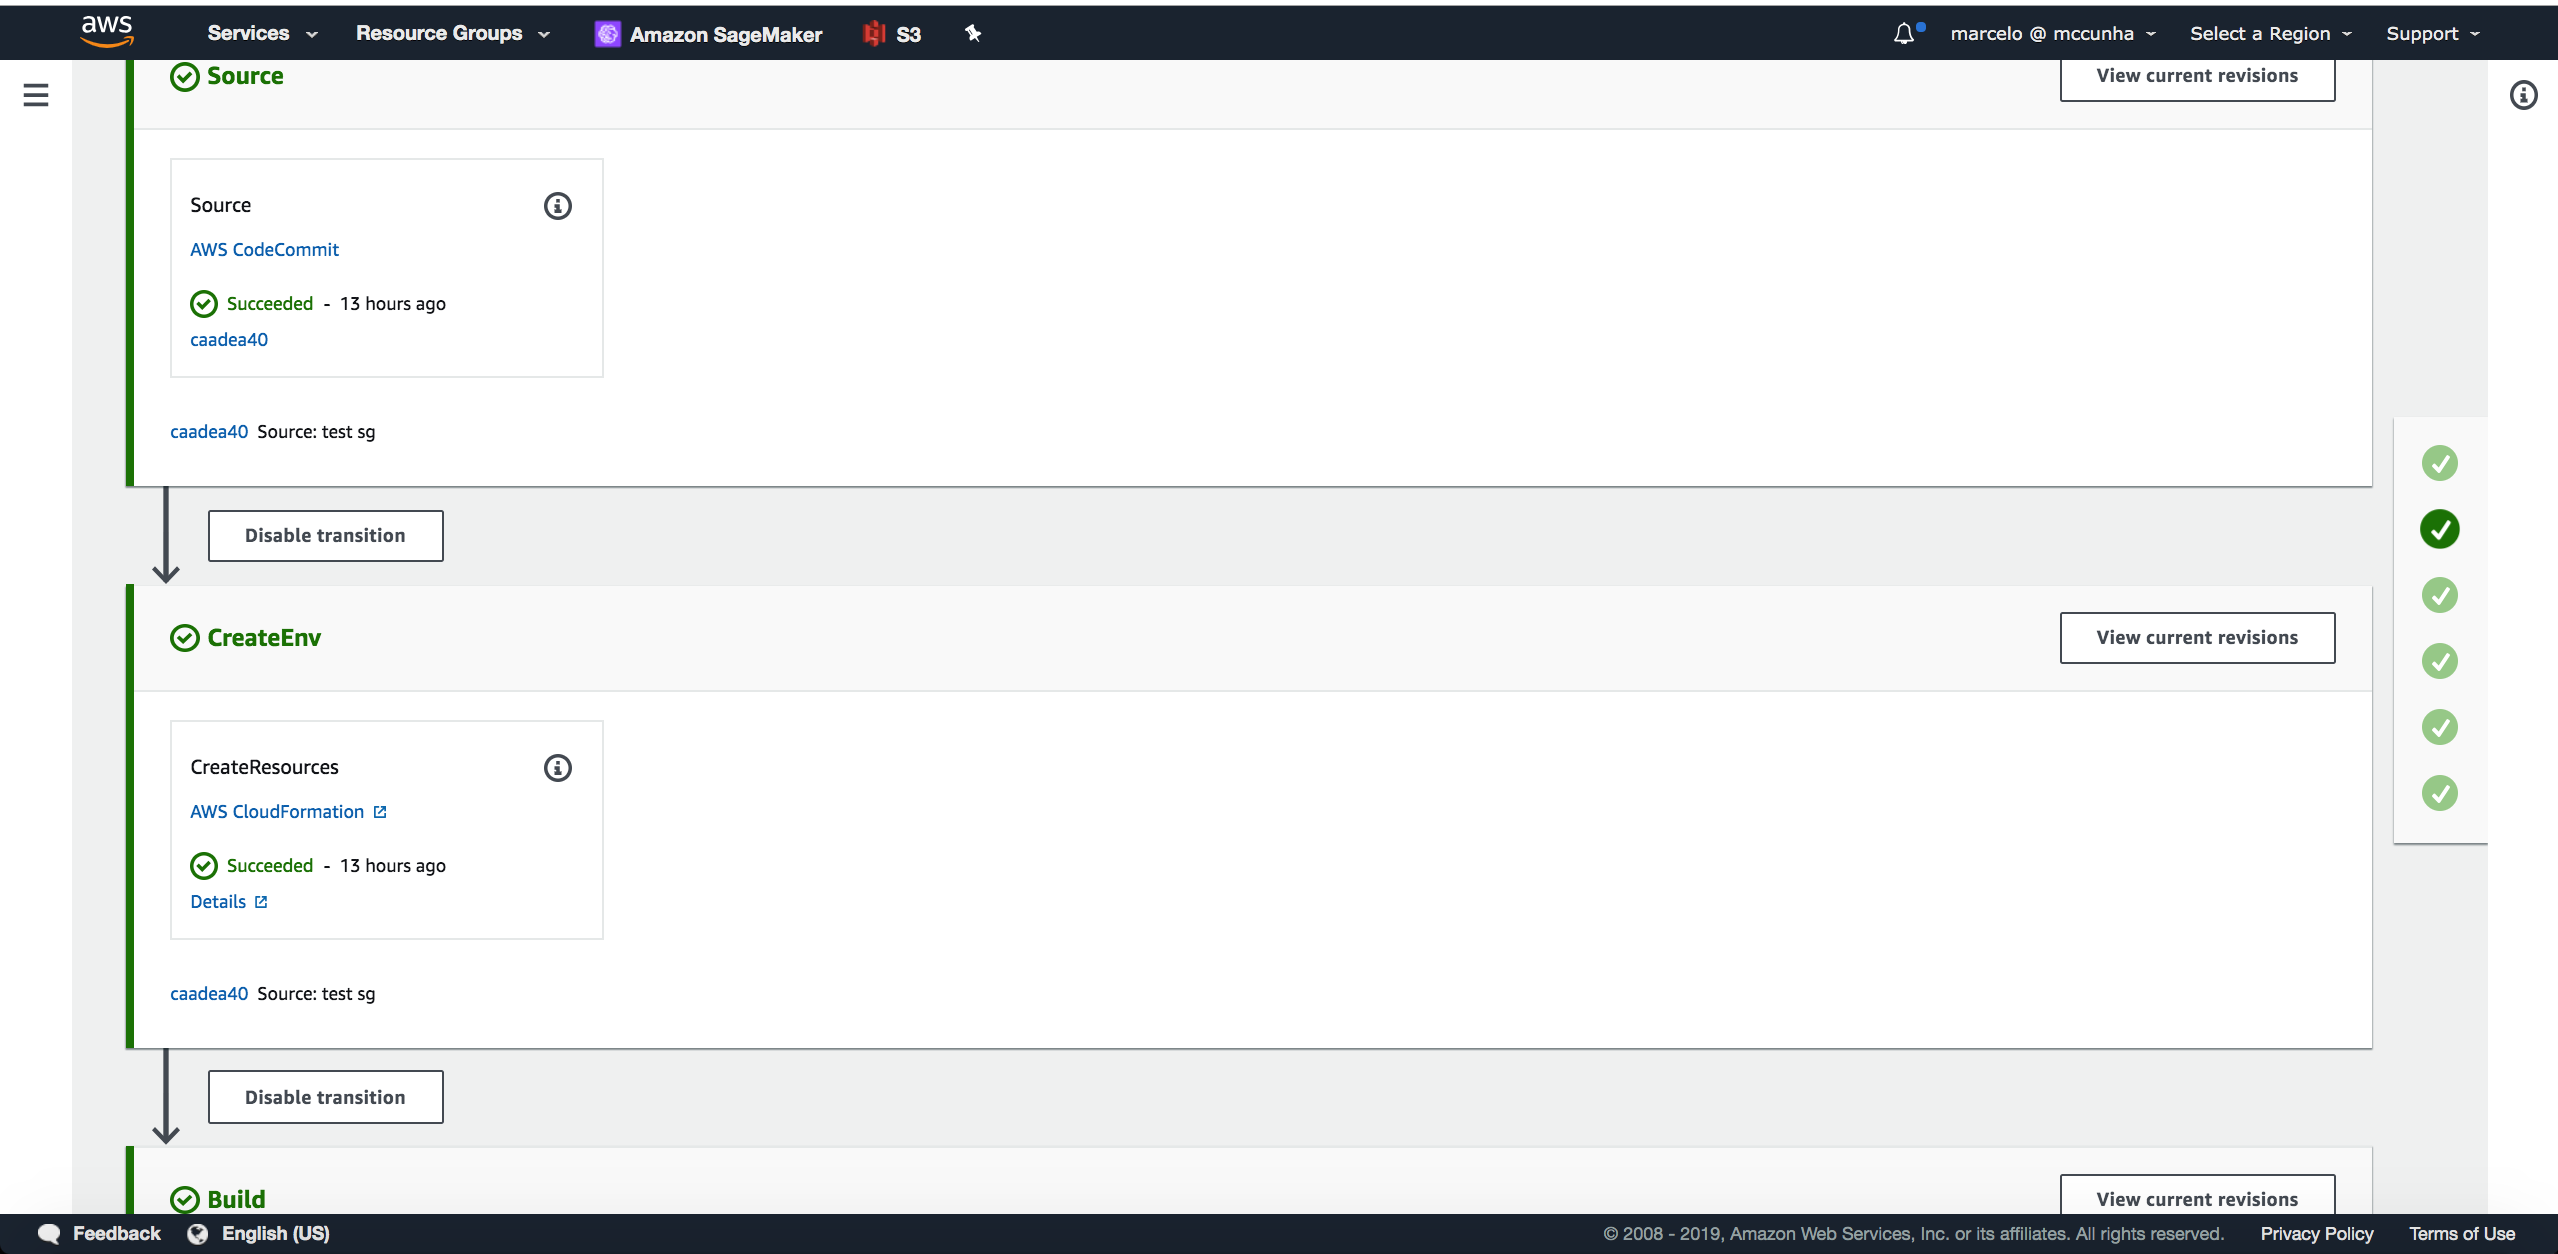 aws Services Resource Groups Amazon SageMaker S3 marcelo @ mccunha Select a Region Support
Source View current revisions
Source
AWS CodeCommit
Succeeded - 13 hours ago
caadea40
caadea40 Source: test sg
Disable transition
CreateEnv View current revisions
CreateResources
AWS CloudFormation
Succeeded - 13 hours ago
Details
caadea40 Source: test sg
Disable transition
Build View current revisions
Feedback English (US) © 2008 - 2019, Amazon Web Services, Inc. or its affiliates. All rights reserved. Privacy Policy Terms of Use